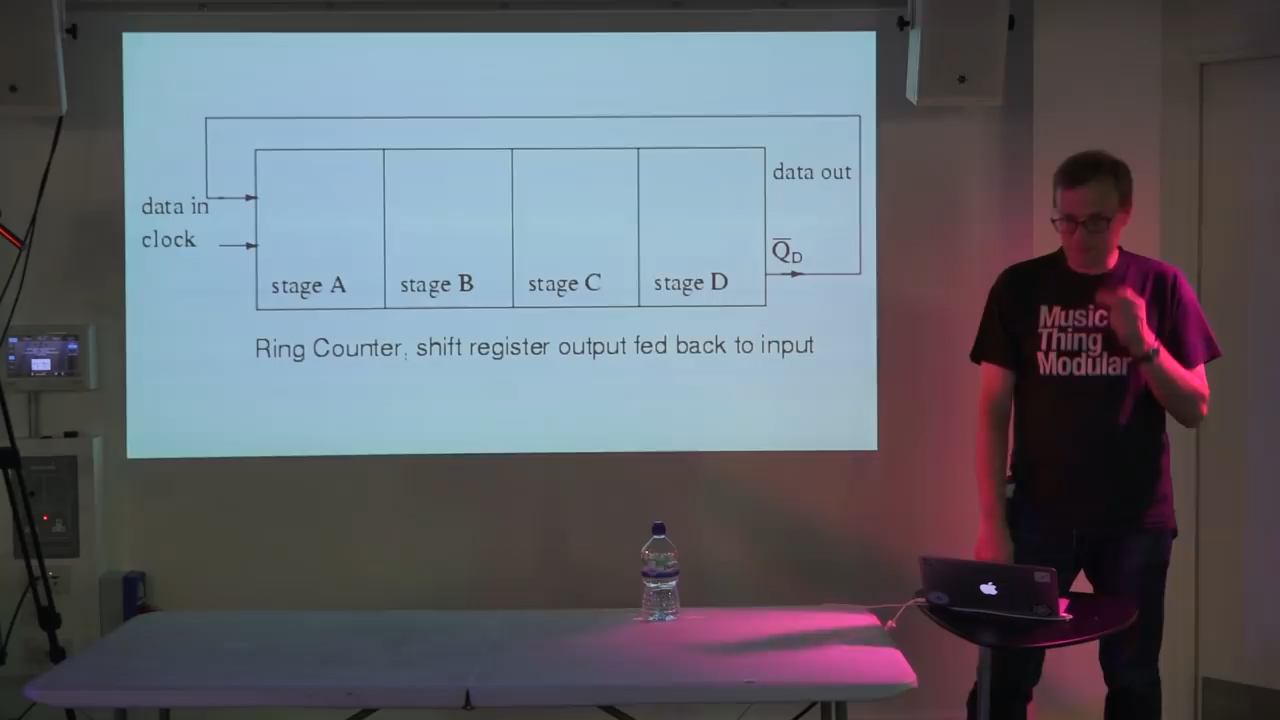 data in
clock
stage A
stage B
stage C
stage D
data out
Q̅D
Ring Counter, shift register output fed back to input
Music
Thing
Modular